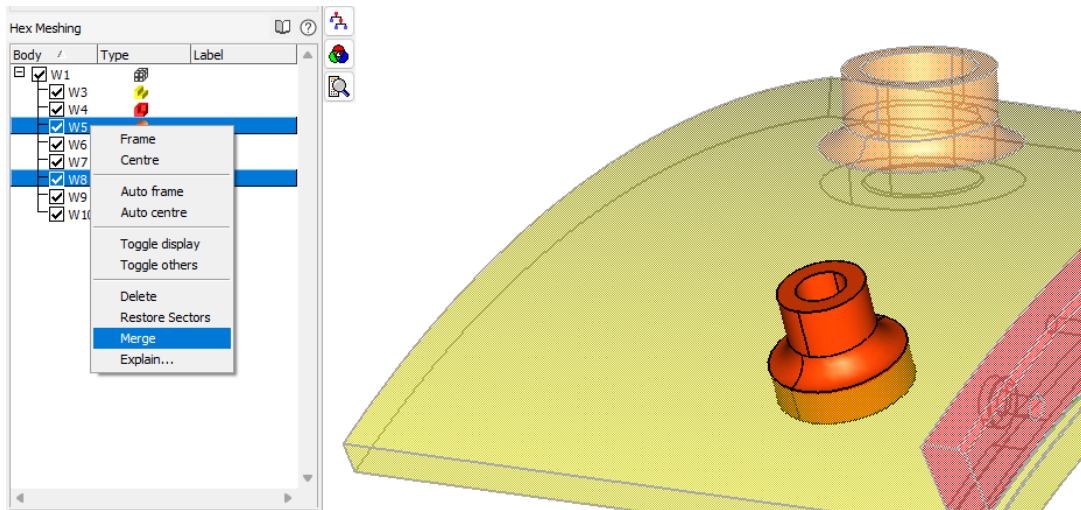 Hex Meshing
Body Type Label
W1
W3
W4
W5
W6
W7
W8
W9
W10
Frame
Centre
Auto frame
Auto centre
Toggle display
Toggle others
Delete
Restore Sectors
Merge
Explain...